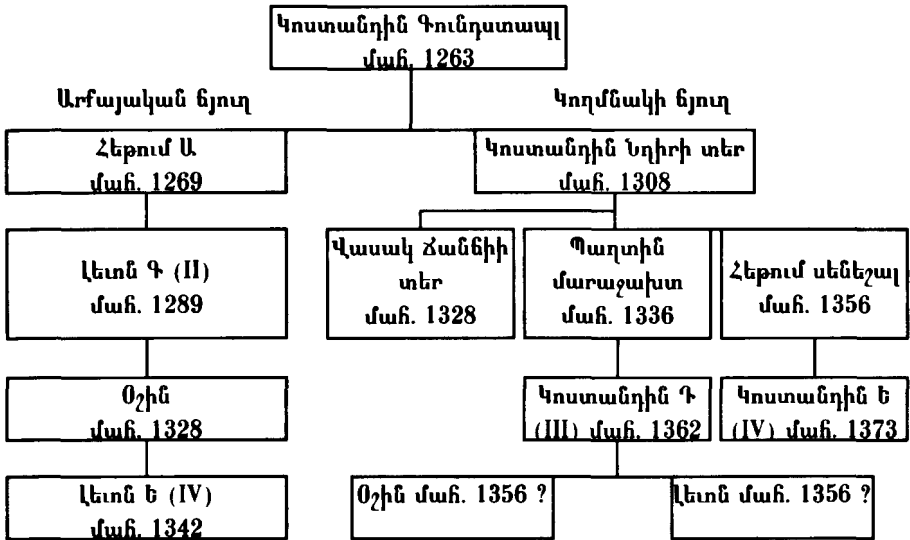 Կոստանդին Գունդստապլ
մահ. 1263
Արքայական ճյուղ
Կողմնակի ճյուղ
Հեթում Ա
մահ. 1269
Կոստանդին Նղիրի տեր
մահ. 1308
Լեւոն Գ (II)
մահ. 1289
Վասակ Ճանճիի
տեր
մահ. 1328
Պաղտին
մարաջախտ
մահ. 1336
Հեթում սենեշալ
մահ. 1356
Օշին
մահ. 1328
Կոստանդին Դ
(III) մահ. 1362
Կոստանդին Ե
(IV) մահ. 1373
Լեւոն Ե (IV)
մահ. 1342
Օշին մահ. 1356 ?
Լեւոն մահ. 1356 ?